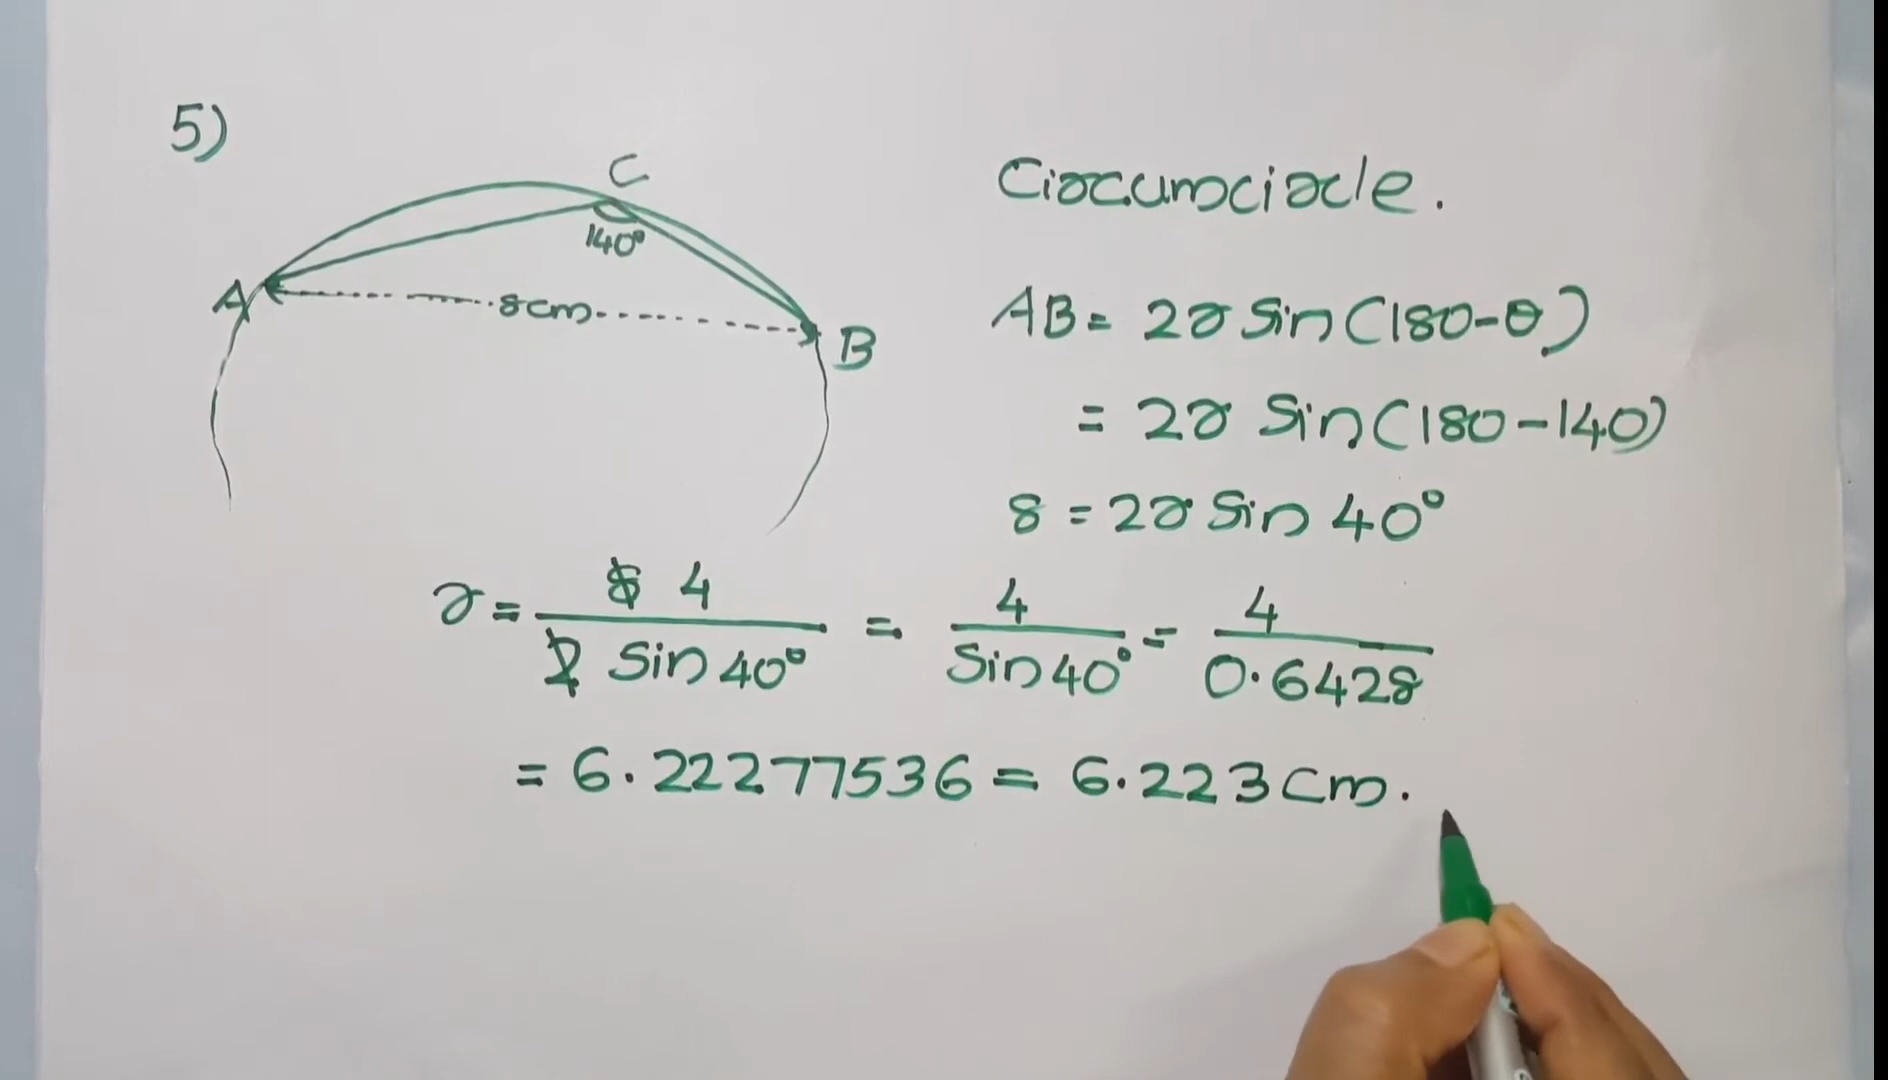 5)
C
140°
A
8cm
B
Circumcircle.
AB = 2r Sin(180-θ)
= 2r Sin(180-140)
8 = 2r Sin 40°
r = 8 4 / 2 Sin 40° = 4 / Sin 40° = 4 / 0.6428
= 6.22277536 = 6.223 cm.